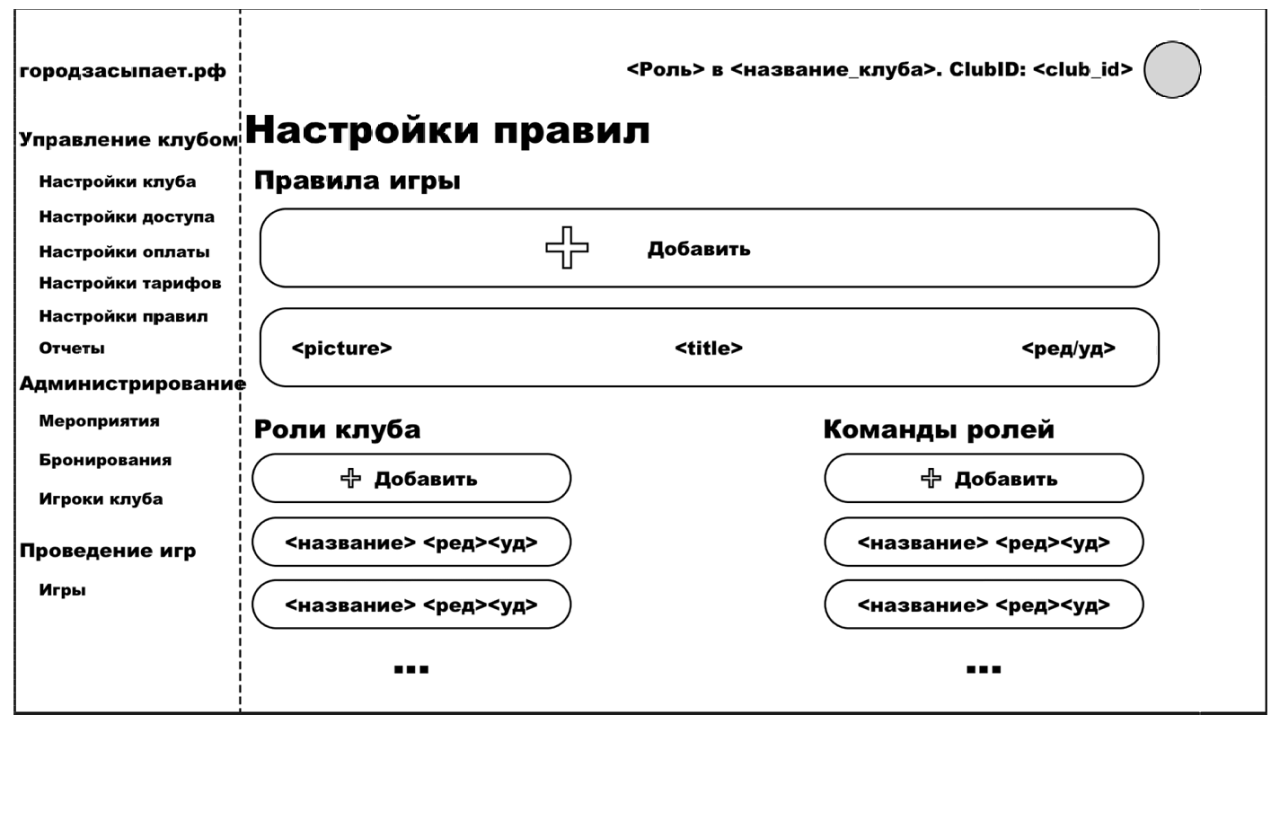 городзасыпает.рф
<Роль> в <название_клуба>. ClubID: <club_id>
Управление клубом
Настройки клуба
Настройки доступа
Настройки оплаты
Настройки тарифов
Настройки правил
Отчеты
Администрирование
Мероприятия
Бронирования
Игроки клуба
Проведение игр
Игры
Настройки правил
Правила игры
Добавить
<picture> <title> <ред/уд>
Роли клуба
Добавить
<название> <ред><уд>
<название> <ред><уд>
...
Команды ролей
Добавить
<название> <ред><уд>
<название> <ред><уд>
...